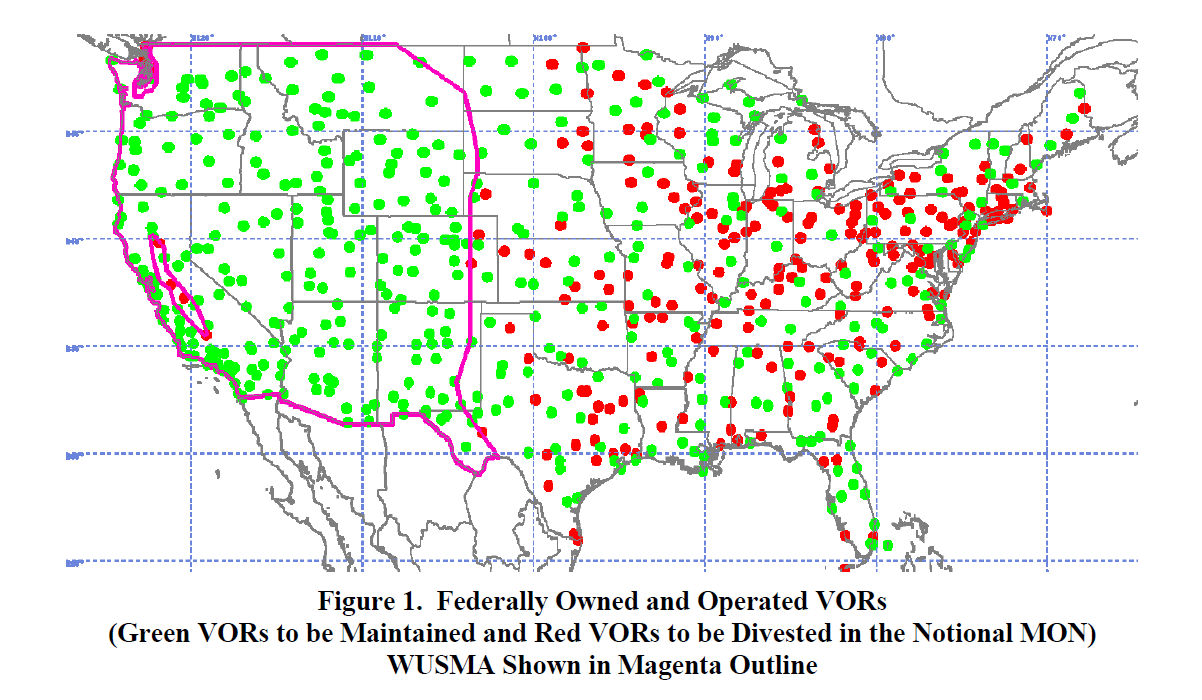 Figure 1. Federally Owned and Operated VORs
(Green VORs to be Maintained and Red VORs to be Divested in the Notional MON)
WUSMA Shown in Magenta Outline